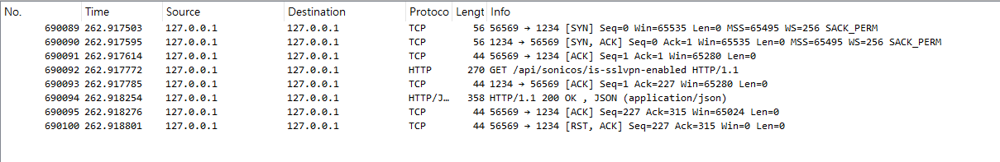 No. Time Source Destination Protoco Lengt Info
690089 262.917503 127.0.0.1 127.0.0.1 TCP 56 56569 → 1234 [SYN] Seq=0 Win=65535 Len=0 MSS=65495 WS=256 SACK_PERM
690090 262.917595 127.0.0.1 127.0.0.1 TCP 56 1234 → 56569 [SYN, ACK] Seq=0 Ack=1 Win=65535 Len=0 MSS=65495 WS=256 SACK_PERM
690091 262.917614 127.0.0.1 127.0.0.1 TCP 44 56569 → 1234 [ACK] Seq=1 Ack=1 Win=65280 Len=0
690092 262.917772 127.0.0.1 127.0.0.1 HTTP 270 GET /api/sonicos/is-sslvpn-enabled HTTP/1.1
690093 262.917785 127.0.0.1 127.0.0.1 TCP 44 1234 → 56569 [ACK] Seq=1 Ack=227 Win=65280 Len=0
690094 262.918254 127.0.0.1 127.0.0.1 HTTP/J… 358 HTTP/1.1 200 OK , JSON (application/json)
690095 262.918276 127.0.0.1 127.0.0.1 TCP 44 56569 → 1234 [ACK] Seq=227 Ack=315 Win=65024 Len=0
690100 262.918801 127.0.0.1 127.0.0.1 TCP 44 56569 → 1234 [RST, ACK] Seq=227 Ack=315 Win=0 Len=0